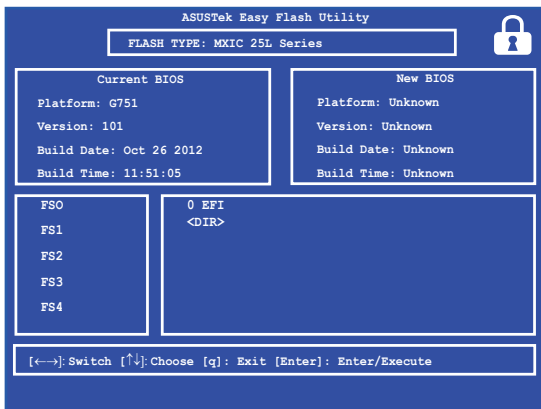 ASUSTek Easy Flash Utility
FLASH TYPE: MXIC 25L Series
Current BIOS
Platform: G751
Version: 101
Build Date: Oct 26 2012
Build Time: 11:51:05
New BIOS
Platform: Unknown
Version: Unknown
Build Date: Unknown
Build Time: Unknown
FSO
FS1
FS2
FS3
FS4
0 EFI
<DIR>
[←→]: Switch [↑↓]: Choose [q]: Exit [Enter]: Enter/Execute